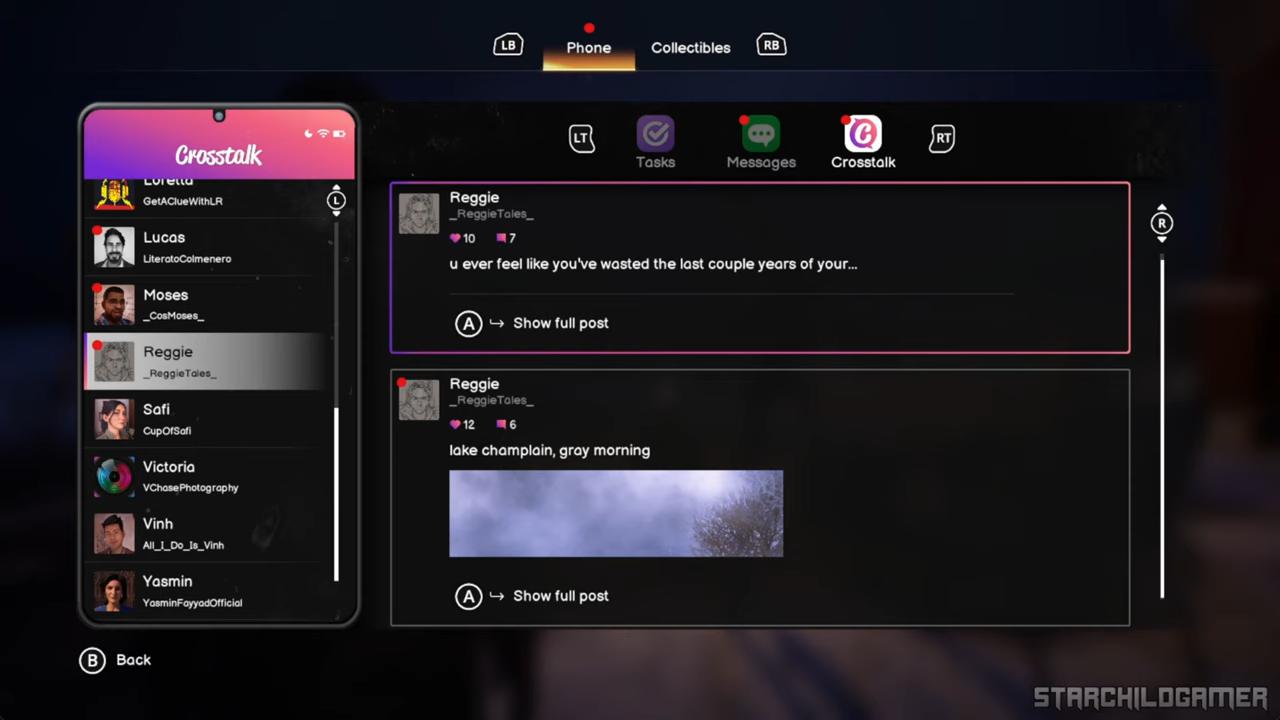 LB
Phone
Collectibles
RB
Crosstalk
LT
Tasks
Messages
Crosstalk
RT
Loretta
GetAClueWithLR
L
Lucas
LiteratoColmenero
Moses
_CosMoses_
Reggie
_ReggieTales_
Safi
CupOfSafi
Victoria
VChasePhotography
Vinh
All_I_Do_Is_Vinh
Yasmin
YasminFayyadOfficial
Reggie
_ReggieTales_
10 7
u ever feel like you've wasted the last couple years of your...
A Show full post
R
Reggie
_ReggieTales_
12 6
lake champlain, gray morning
A Show full post
B Back
STARCHILDGAMER